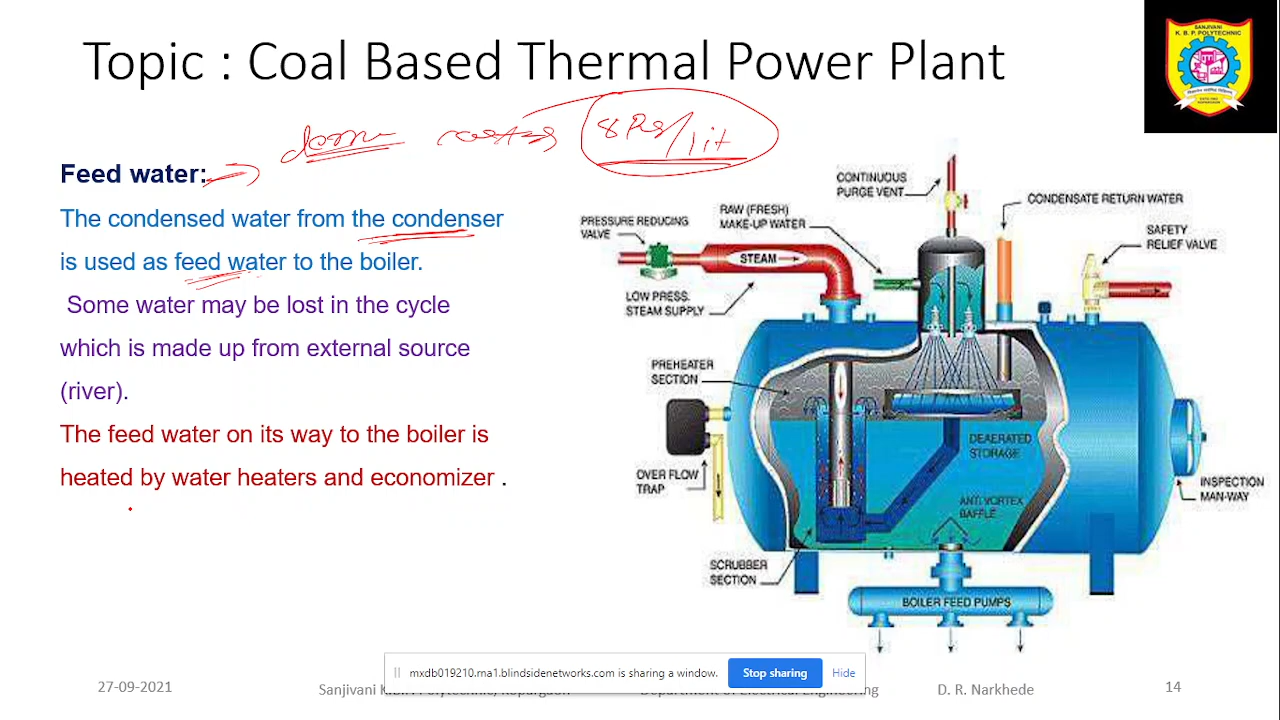 SANJIVANI
K. B. P. POLYTECHNIC
Topic : Coal Based Thermal Power Plant
8 Rs/lit
Feed water:
The condensed water from the condenser
is used as feed water to the boiler.
Some water may be lost in the cycle
which is made up from external source
(river).
The feed water on its way to the boiler is
heated by water heaters and economizer .
CONTINUOUS
PURGE VENT
CONDENSATE RETURN WATER
RAW (FRESH)
MAKE-UP WATER
PRESSURE REDUCING
VALVE
SAFETY
RELIEF VALVE
STEAM
LOW PRESS.
STEAM SUPPLY
PREHEATER
SECTION
DEAERATED
STORAGE
OVER FLOW
TRAP
ANTI VORTEX
BAFFLE
INSPECTION
MAN-WAY
SCRUBBER
SECTION
BOILER FEED PUMPS
mxdb019210.rna1.blindsidenetworks.com is sharing a window.
Stop sharing
Hide
27-09-2021
Sanjivani K.B.P. Polytechnic, Kopargaon
Department of Electrical Engineering
D. R. Narkhede
14